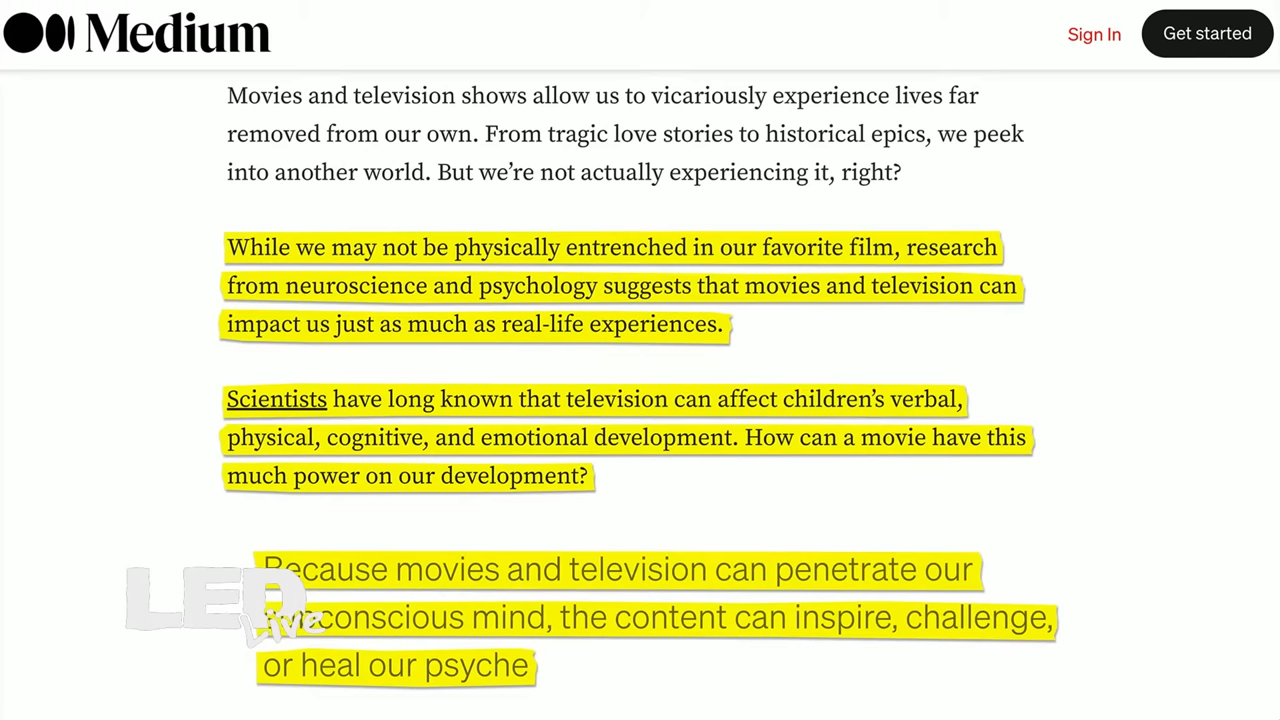 Medium
Sign In
Get started
Movies and television shows allow us to vicariously experience lives far
removed from our own. From tragic love stories to historical epics, we peek
into another world. But we’re not actually experiencing it, right?
While we may not be physically entrenched in our favorite film, research
from neuroscience and psychology suggests that movies and television can
impact us just as much as real-life experiences.
Scientists have long known that television can affect children’s verbal,
physical, cognitive, and emotional development. How can a movie have this
much power on our development?
Because movies and television can penetrate our
mind, the content can inspire, challenge,
or heal our psyche
LED
Live